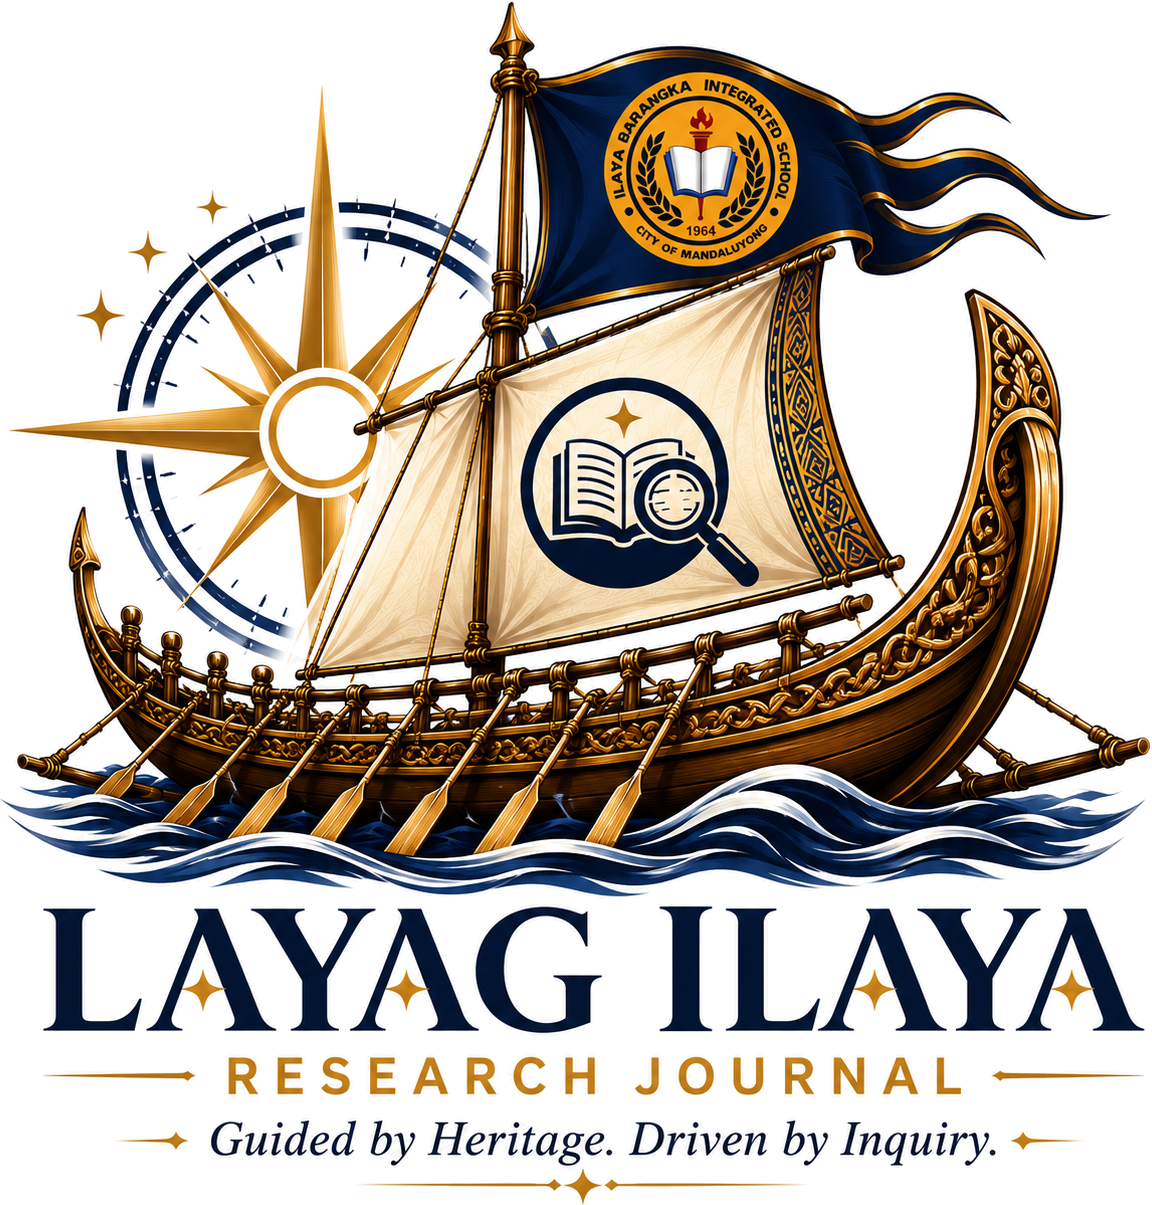 ILAYA BARANGKA INTEGRATED SCHOOL
1964
CITY OF MANDALUYONG
LAYAG ILAYA
RESEARCH JOURNAL
Guided by Heritage. Driven by Inquiry.